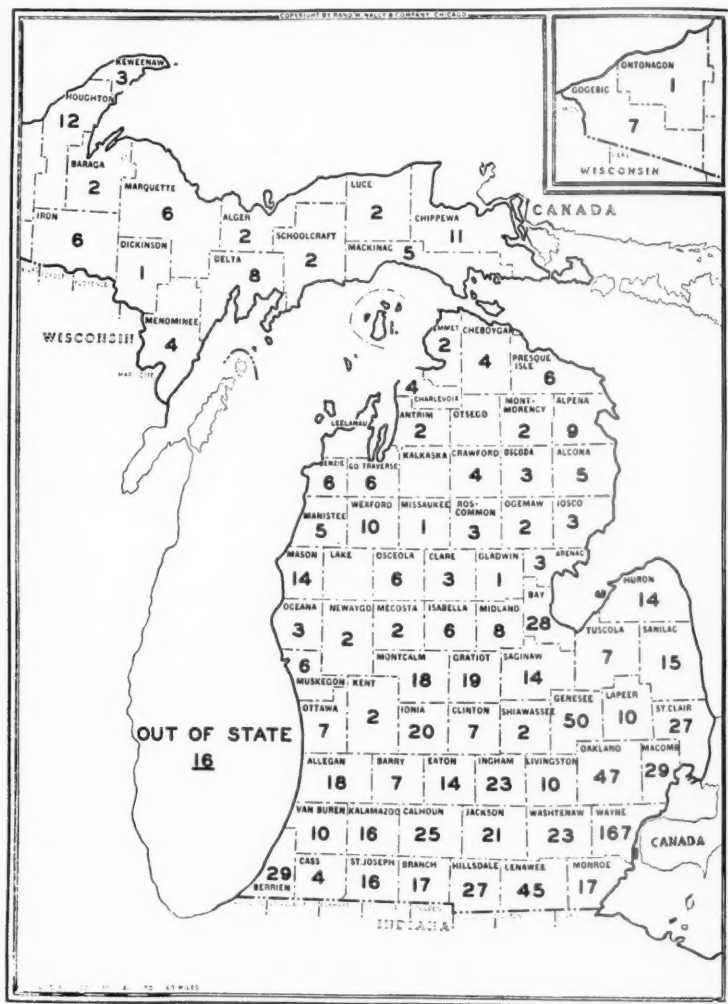 COPYRIGHT BY RAND MCNALLY & COMPANY, CHICAGO
KEWEENAW
3
HOUGHTON
12
BARAGA
2
MARQUETTE
6
IRON
6
DICKINSON
1
MENOMINEE
4
ALGER
2
DELTA
8
SCHOOLCRAFT
2
LUCE
2
CHIPPEWA
11
MACKINAC
5
ONTONAGON
1
GOGEBIC
7
WISCONSIN
CANADA
WISCONSIN
EMMET
2
CHEBOYGAN
4
PRESQUE
ISLE
6
4
CHARLEVOIX
ANTRIM
2
OTSEGO
MONT-
MORENCY
2
ALPENA
9
LEELANAU
BENZIE
6
GD TRAVERSE
6
KALKASKA
CRAWFORD
4
OSCODA
3
ALCONA
5
MANISTEE
5
WEXFORD
10
MISSAUKEE
1
ROS-
COMMON
3
OGEMAW
2
IOSCO
3
MASON
14
LAKE
OSCEOLA
6
CLARE
3
GLADWIN
1
ARENAC
3
OCEANA
3
NEWAYGO
2
MECOSTA
2
ISABELLA
6
MIDLAND
8
BAY
28
HURON
14
TUSCOLA
7
SANILAC
15
6
MUSKEGON
KENT
2
MONTCALM
18
GRATIOT
19
SAGINAW
14
OTTAWA
7
IONIA
20
CLINTON
7
SHIAWASSEE
2
GENESEE
50
LAPEER
10
ST. CLAIR
27
OUT OF STATE
16
ALLEGAN
18
BARRY
7
EATON
14
INGHAM
23
LIVINGSTON
10
OAKLAND
47
MACOMB
29
VAN BUREN
10
KALAMAZOO
16
CALHOUN
25
JACKSON
21
WASHTENAW
23
WAYNE
167
CANADA
29
BERRIEN
CASS
4
ST. JOSEPH
16
BRANCH
17
HILLSDALE
27
LENAWEE
45
MONROE
17
INDIANA